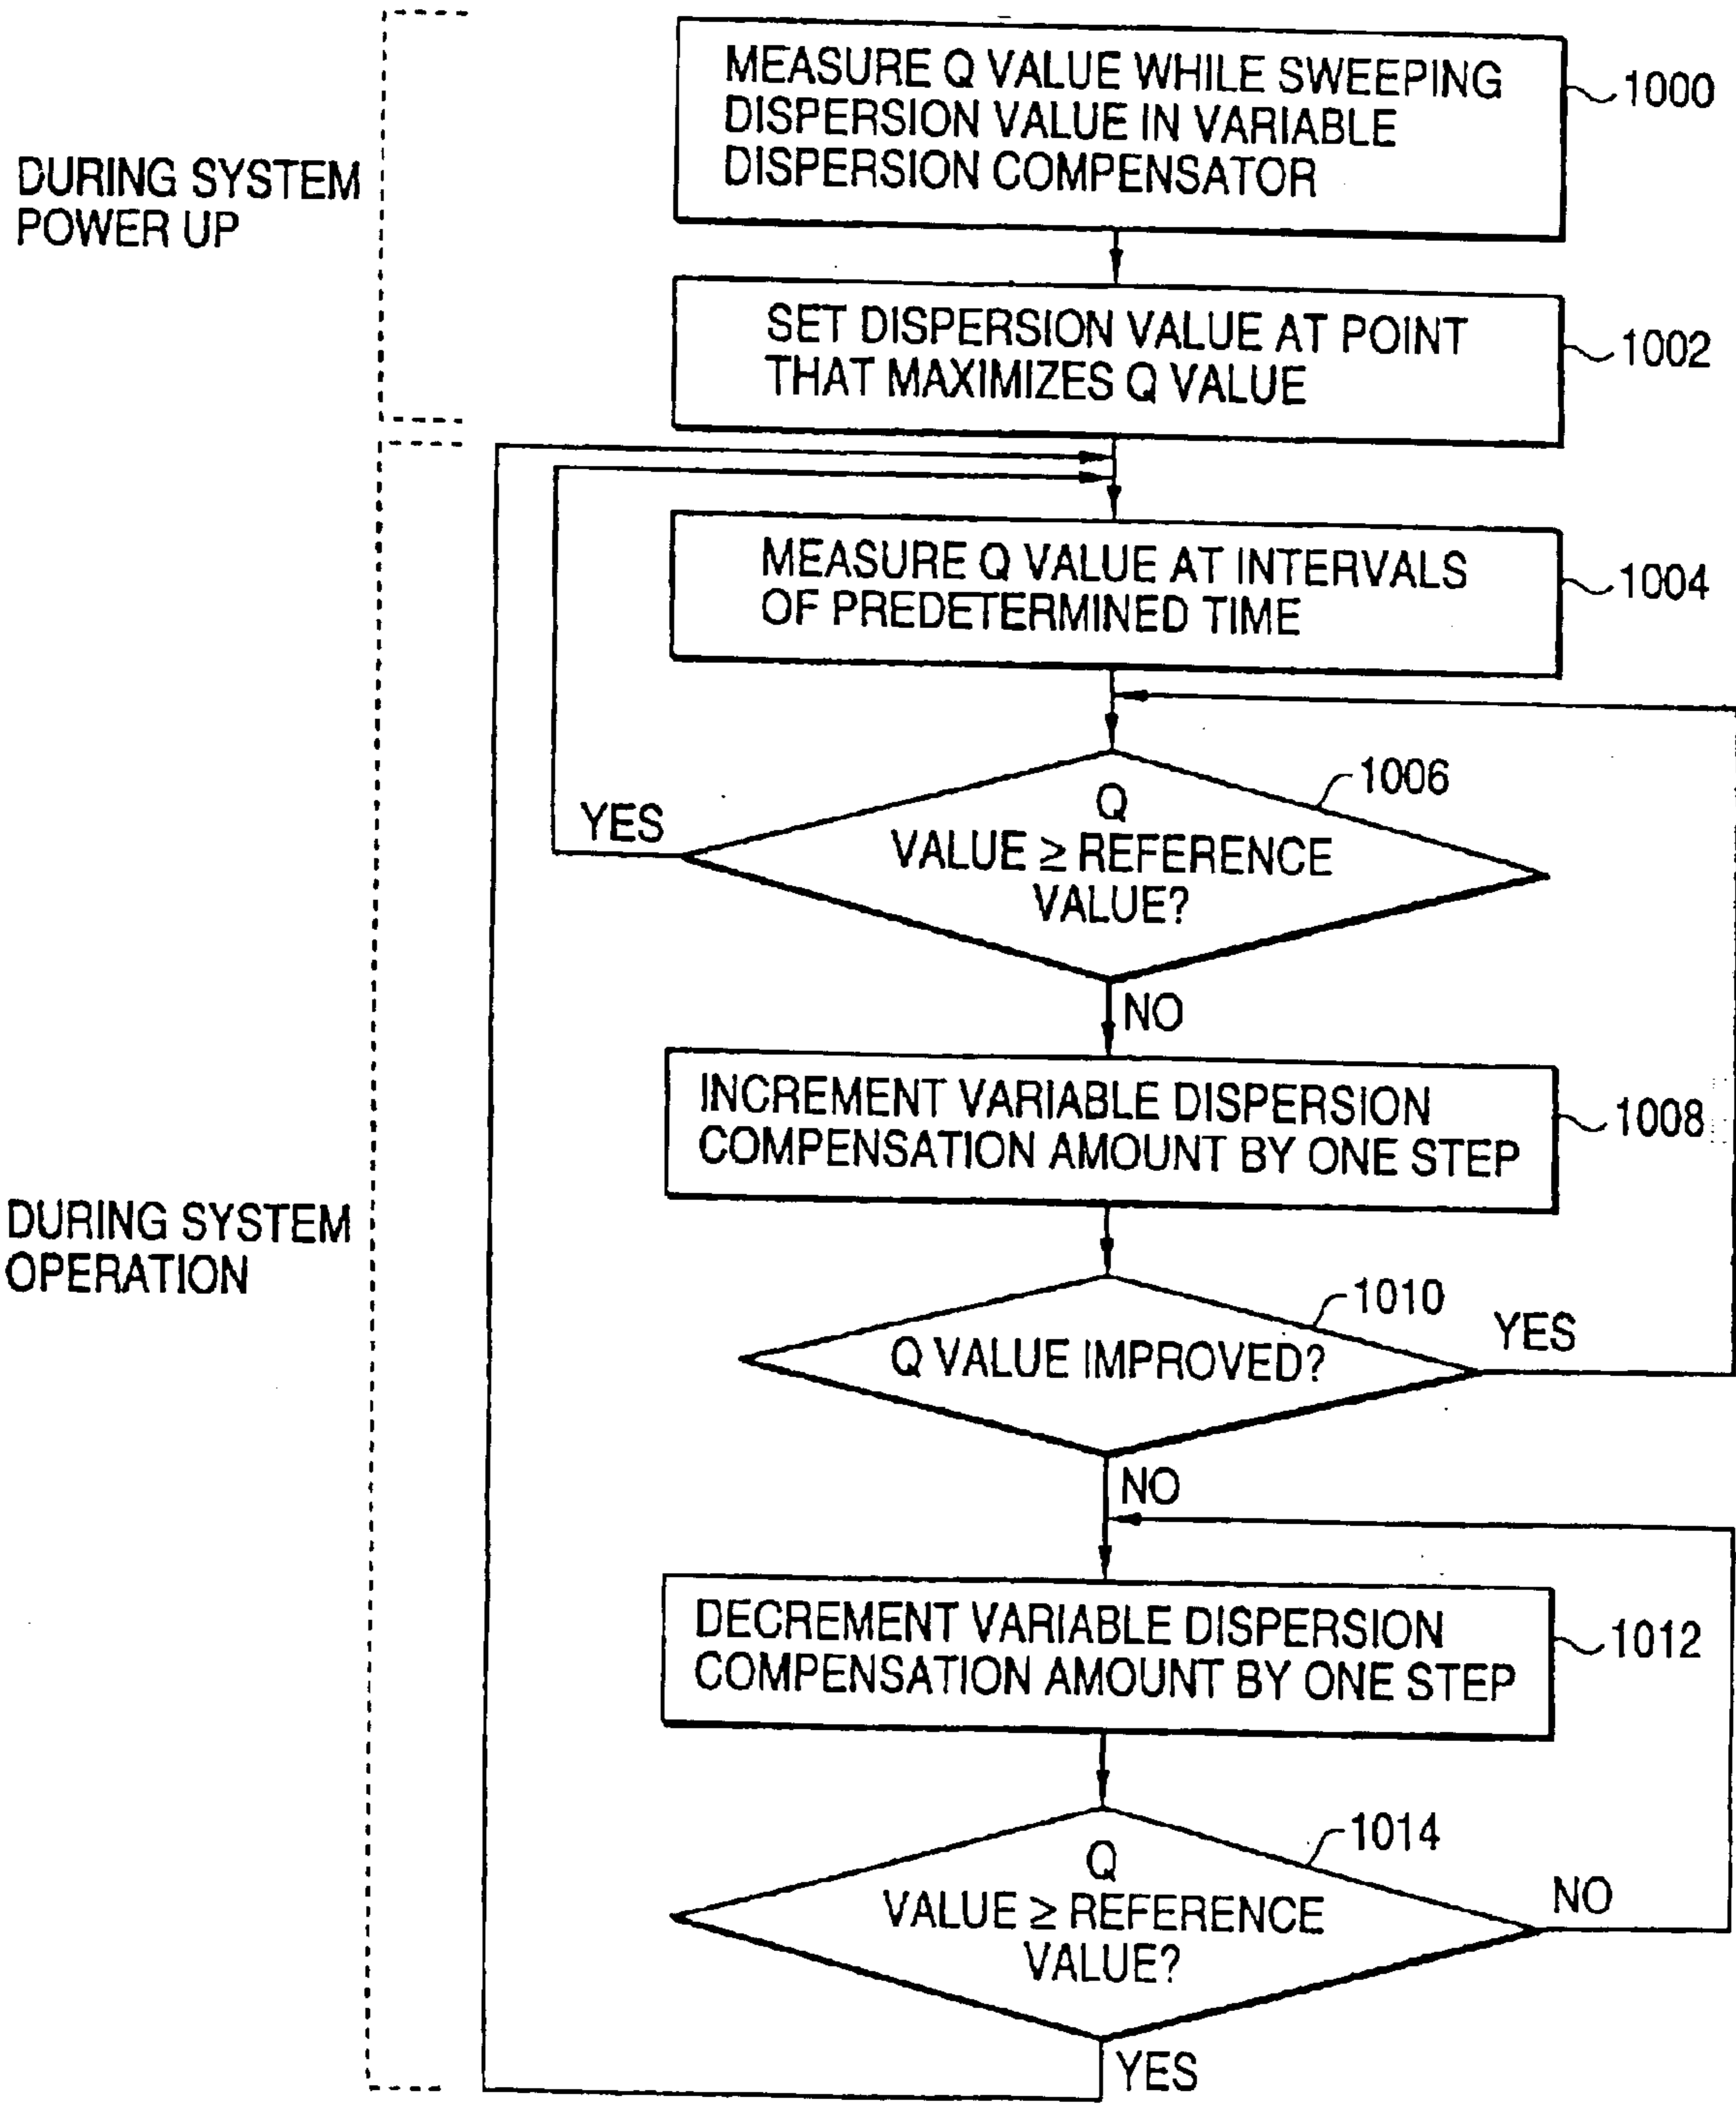 MEASURE Q VALUE WHILE SWEEPING
DISPERSION VALUE IN VARIABLE
DISPERSION COMPENSATOR
1000
DURING SYSTEM
POWER UP
SET DISPERSION VALUE AT POINT
THAT MAXIMIZES Q VALUE
1002
MEASURE Q VALUE AT INTERVALS
OF PREDETERMINED TIME
1004
1006
Q
VALUE ≥ REFERENCE
VALUE?
YES
NO
INCREMENT VARIABLE DISPERSION
COMPENSATION AMOUNT BY ONE STEP
1008
DURING SYSTEM
OPERATION
1010
Q VALUE IMPROVED?
YES
NO
DECREMENT VARIABLE DISPERSION
COMPENSATION AMOUNT BY ONE STEP
1012
1014
Q
VALUE ≥ REFERENCE
VALUE?
NO
YES